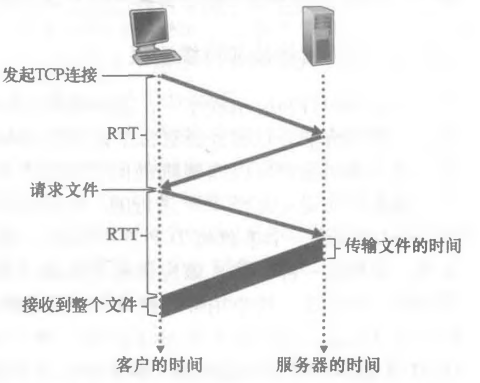 发起TCP连接
RTT
请求文件
RTT
传输文件的时间
接收到整个文件
客户的时间
服务器的时间